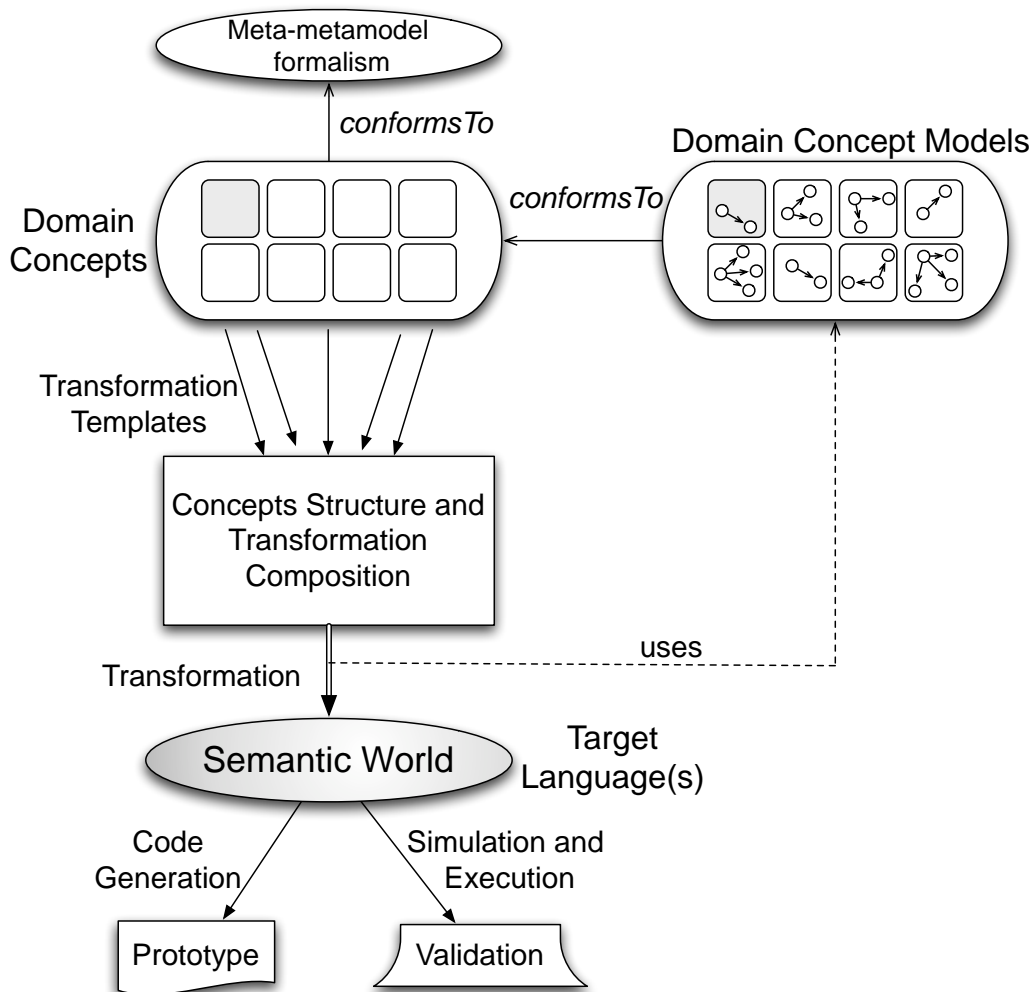 Meta-metamodel
formalism
conformsTo
Domain Concept Models
Domain
Concepts
conformsTo
Transformation
Templates
Concepts Structure and
Transformation
Composition
uses
Transformation
Semantic World
Target
Language(s)
Code
Generation
Simulation and
Execution
Prototype
Validation